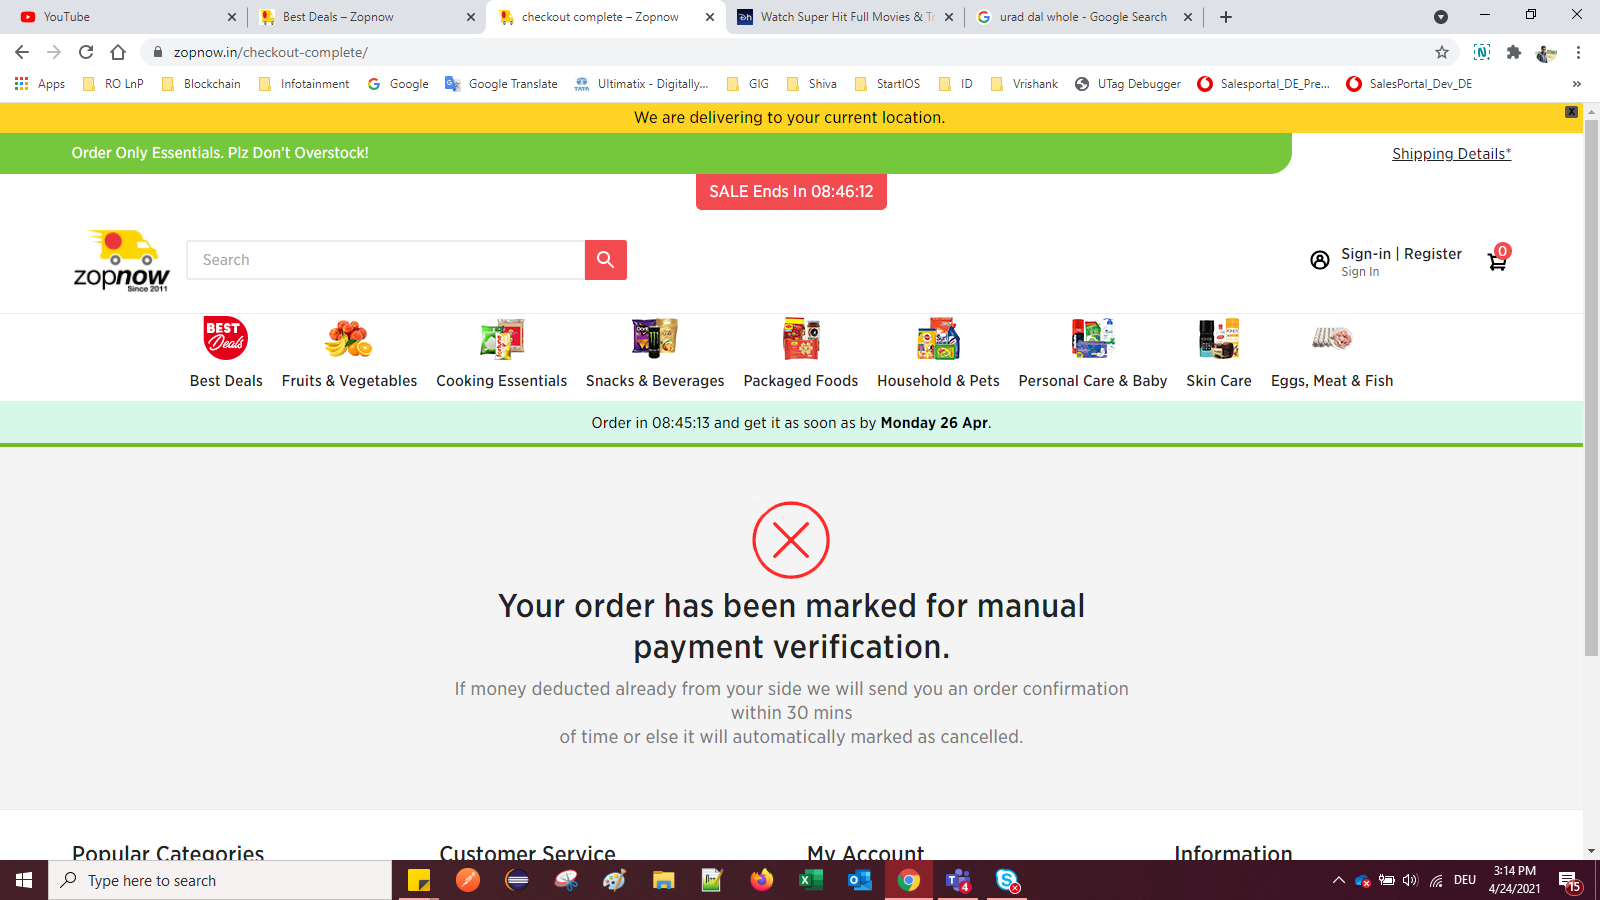 YouTube
Best Deals – Zopnow
checkout complete – Zopnow
Watch Super Hit Full Movies & Tr
urad dal whole - Google Search
zopnow.in/checkout-complete/
Apps RO LnP Blockchain Infotainment Google Google Translate Ultimatix - Digitally... GIG Shiva StartIOS ID Vrishank UTag Debugger Salesportal_DE_Pre... SalesPortal_Dev_DE
We are delivering to your current location.
X
Order Only Essentials. Plz Don't Overstock!
Shipping Details*
SALE Ends In 08:46:12
zopnow
Since 2011
Search
Sign-in | Register
Sign In
0
BEST
Deals
Best Deals Fruits & Vegetables Cooking Essentials Snacks & Beverages Packaged Foods Household & Pets Personal Care & Baby Skin Care Eggs, Meat & Fish
Order in 08:45:13 and get it as soon as by Monday 26 Apr.
Your order has been marked for manual
payment verification.
If money deducted already from your side we will send you an order confirmation
within 30 mins
of time or else it will automatically marked as cancelled.
Popular Categories Customer Service My Account Information
Type here to search
4
DEU
3:14 PM
4/24/2021
15